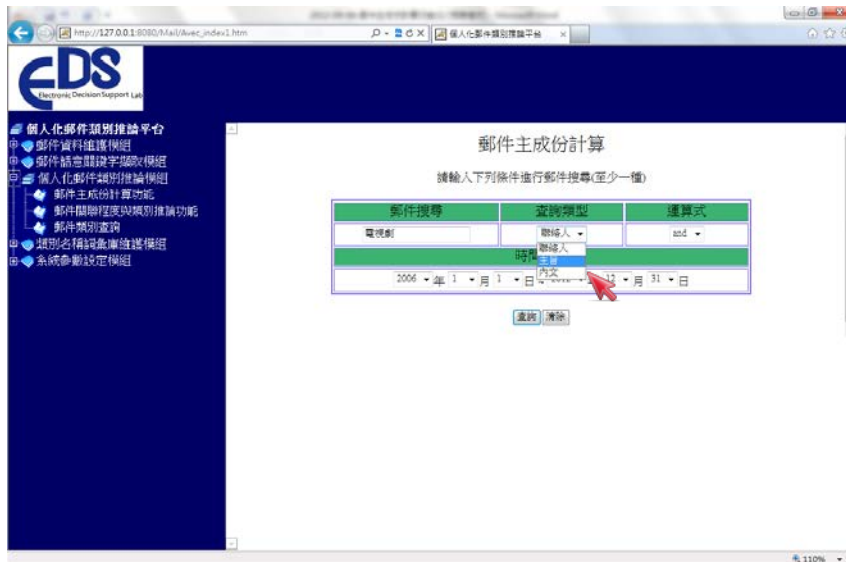 http://127.0.0.1:8080/Mail/Avec_index1.htm
個人化郵件類別推論平台
EDS
Electronic Decision Support Lab
個人化郵件類別推論平台
郵件資料維護模組
郵件語意關鍵字擷取模組
個人化郵件類別推論模組
郵件主成份計算功能
郵件關聯程度與類別推論功能
郵件類別查詢
類別名稱詞彙庫維護模組
系統參數設定模組
郵件主成份計算
請輸入下列條件進行郵件搜尋(至少一種)
郵件搜尋 查詢類型 運算式
電視劇 聯絡人 and
聯絡人
主旨
內文
時間
2006 年 1 月 1 日 12 月 31 日
查詢 清除
110%